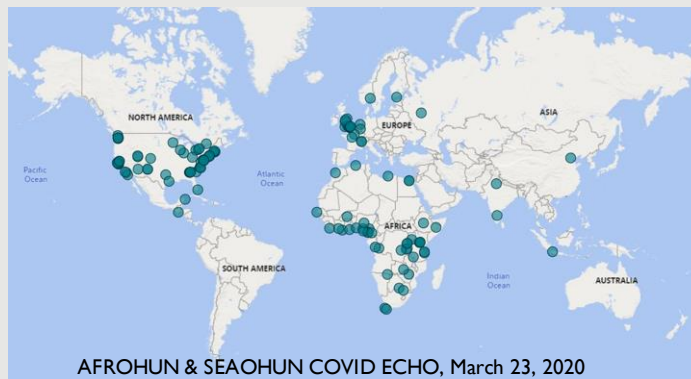 NORTH AMERICA
EUROPE
ASIA
Pacific
Ocean
Atlantic
Ocean
AFRICA
SOUTH AMERICA
Indian
Ocean
AUSTRALIA
AFROHUN & SEAOHUN COVID ECHO, March 23, 2020